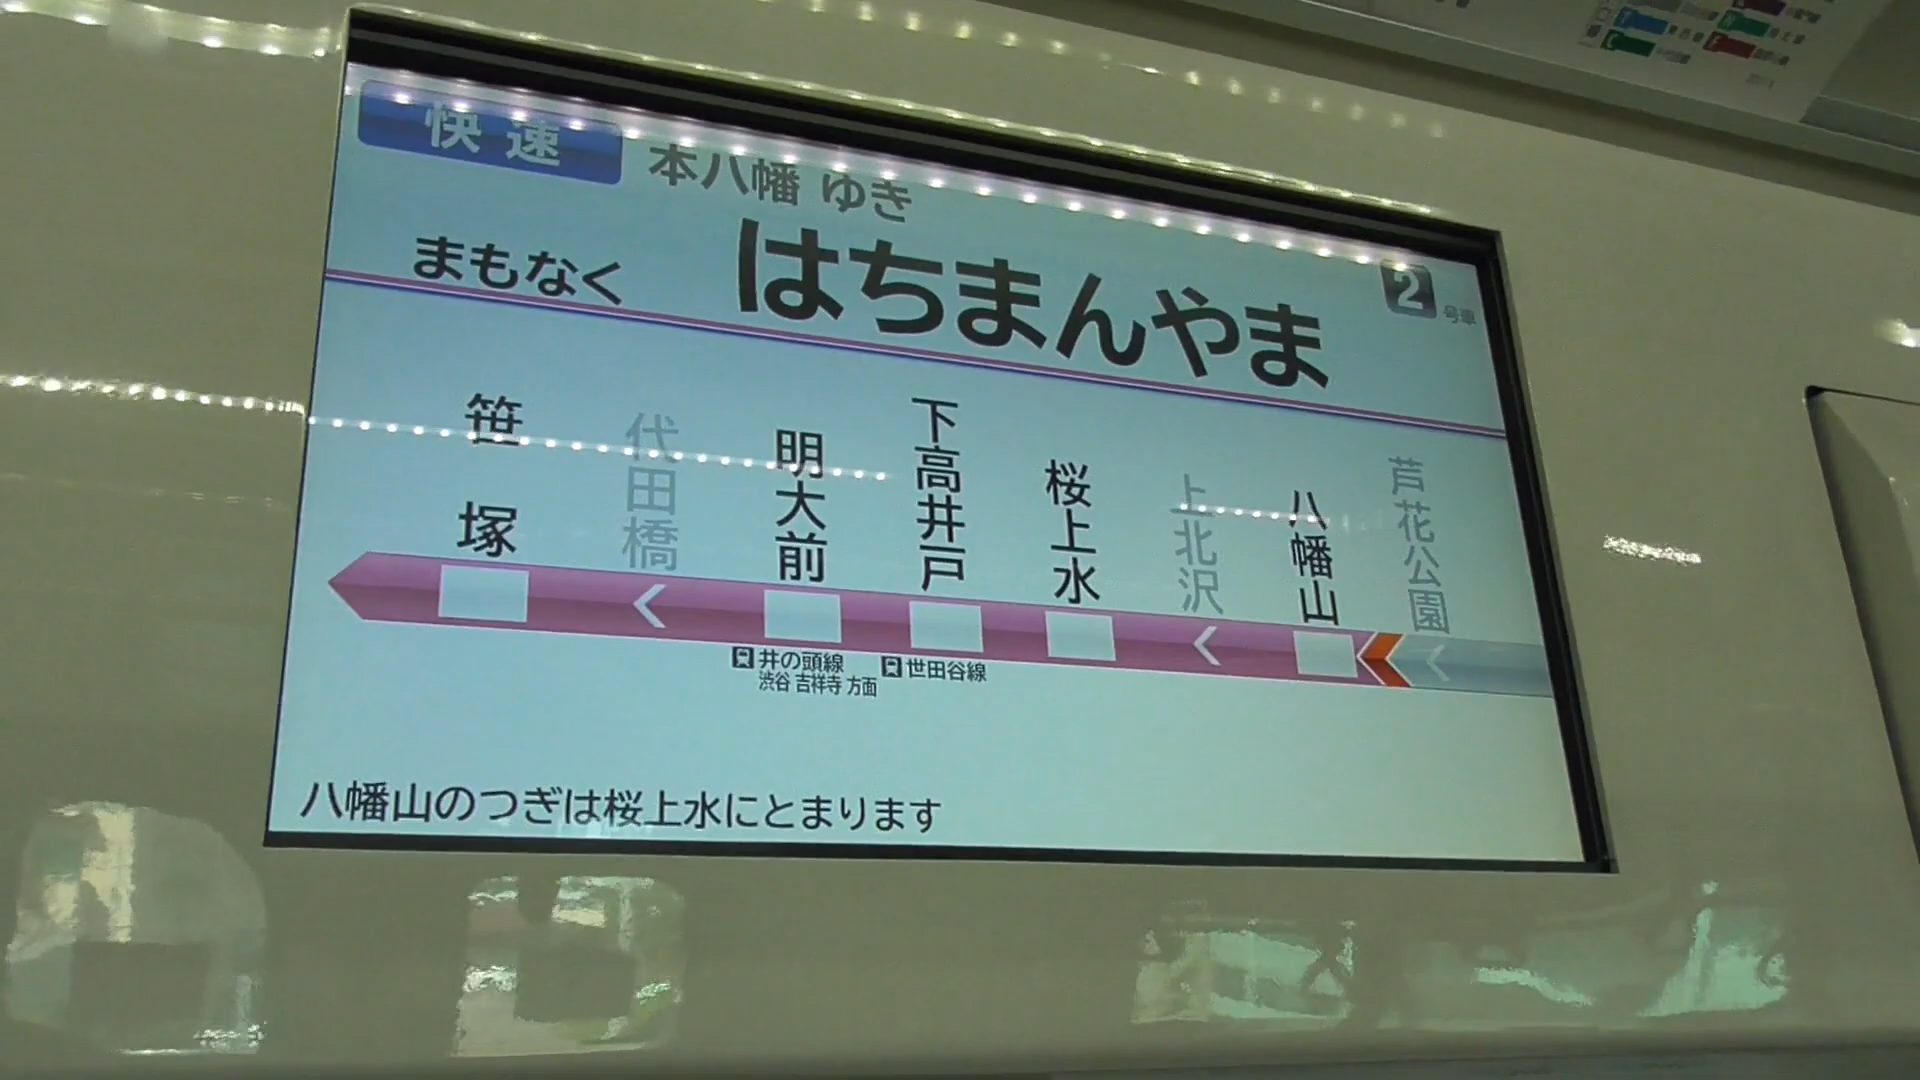 快速
本八幡 ゆき
まもなく はちまんやま
2号車
笹塚
代田橋
明大前
下高井戸
桜上水
上北沢
八幡山
芦花公園
井の頭線
渋谷 吉祥寺 方面
世田谷線
八幡山のつぎは桜上水にとまります